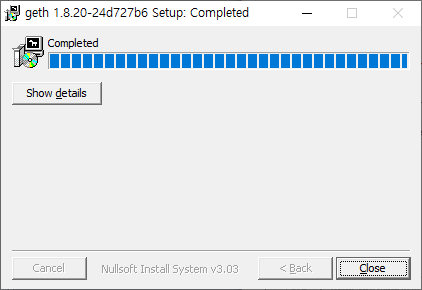 geth 1.8.20-24d727b6 Setup: Completed
Completed
Show details
Cancel
Nullsoft Install System v3.03
< Back
Close